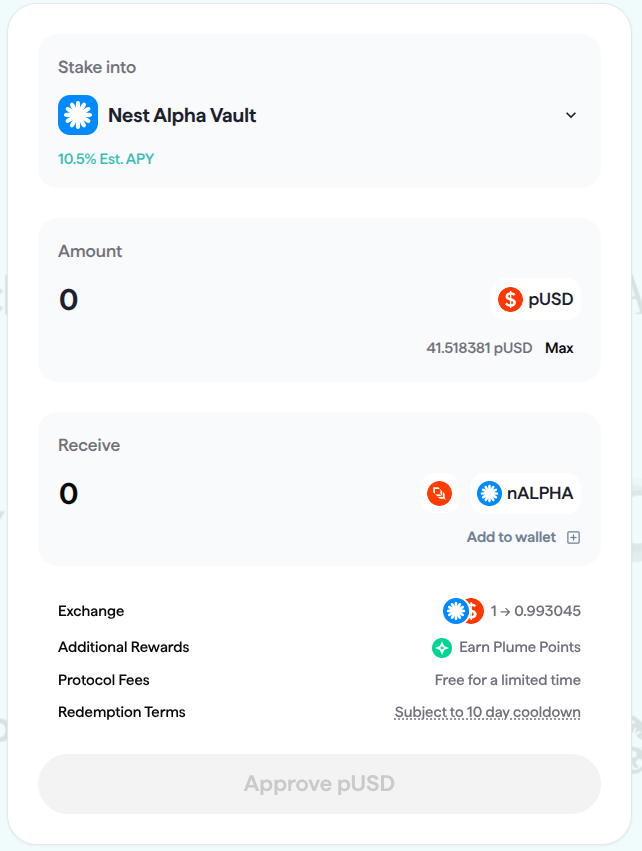 Stake into
Nest Alpha Vault
10.5% Est. APY
Amount
0
$ pUSD
41.518381 pUSD Max
Receive
0
nALPHA
Add to wallet
Exchange $ 1 → 0.993045
Additional Rewards Earn Plume Points
Protocol Fees Free for a limited time
Redemption Terms Subject to 10 day cooldown
Approve pUSD